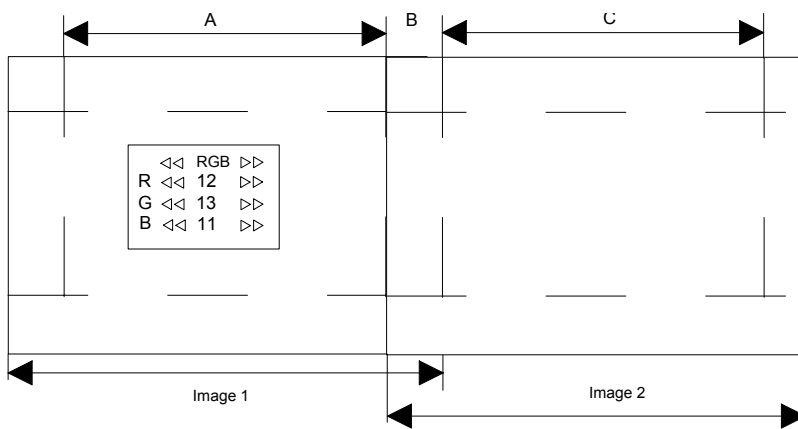 A B C
◁◁ RGB ▷▷
R ◁◁ 12 ▷▷
G ◁◁ 13 ▷▷
B ◁◁ 11 ▷▷
Image 1
Image 2